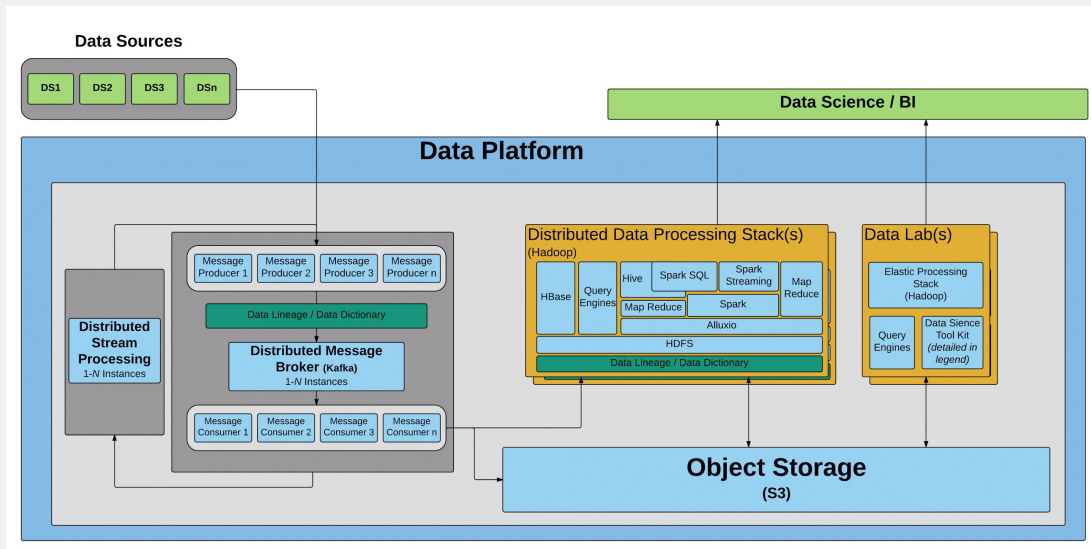 Data Sources
DS1
DS2
DS3
DSn
Data Science / BI
Data Platform
Distributed
Stream
Processing
1-N Instances
Message
Producer 1
Message
Producer 2
Message
Producer 3
Message
Producer n
Data Lineage / Data Dictionary
Distributed Message
Broker (Kafka)
1-N Instances
Message
Consumer 1
Message
Consumer 2
Message
Consumer 3
Message
Consumer n
Distributed Data Processing Stack(s)
(Hadoop)
HBase
Query
Engines
Hive
Spark SQL
Spark
Streaming
Map
Reduce
Map Reduce
Spark
Alluxio
HDFS
Data Lineage / Data Dictionary
Data Lab(s)
Elastic Processing
Stack
(Hadoop)
Query
Engines
Data Sience
Tool Kit
(detailed in
legend)
Object Storage
(S3)